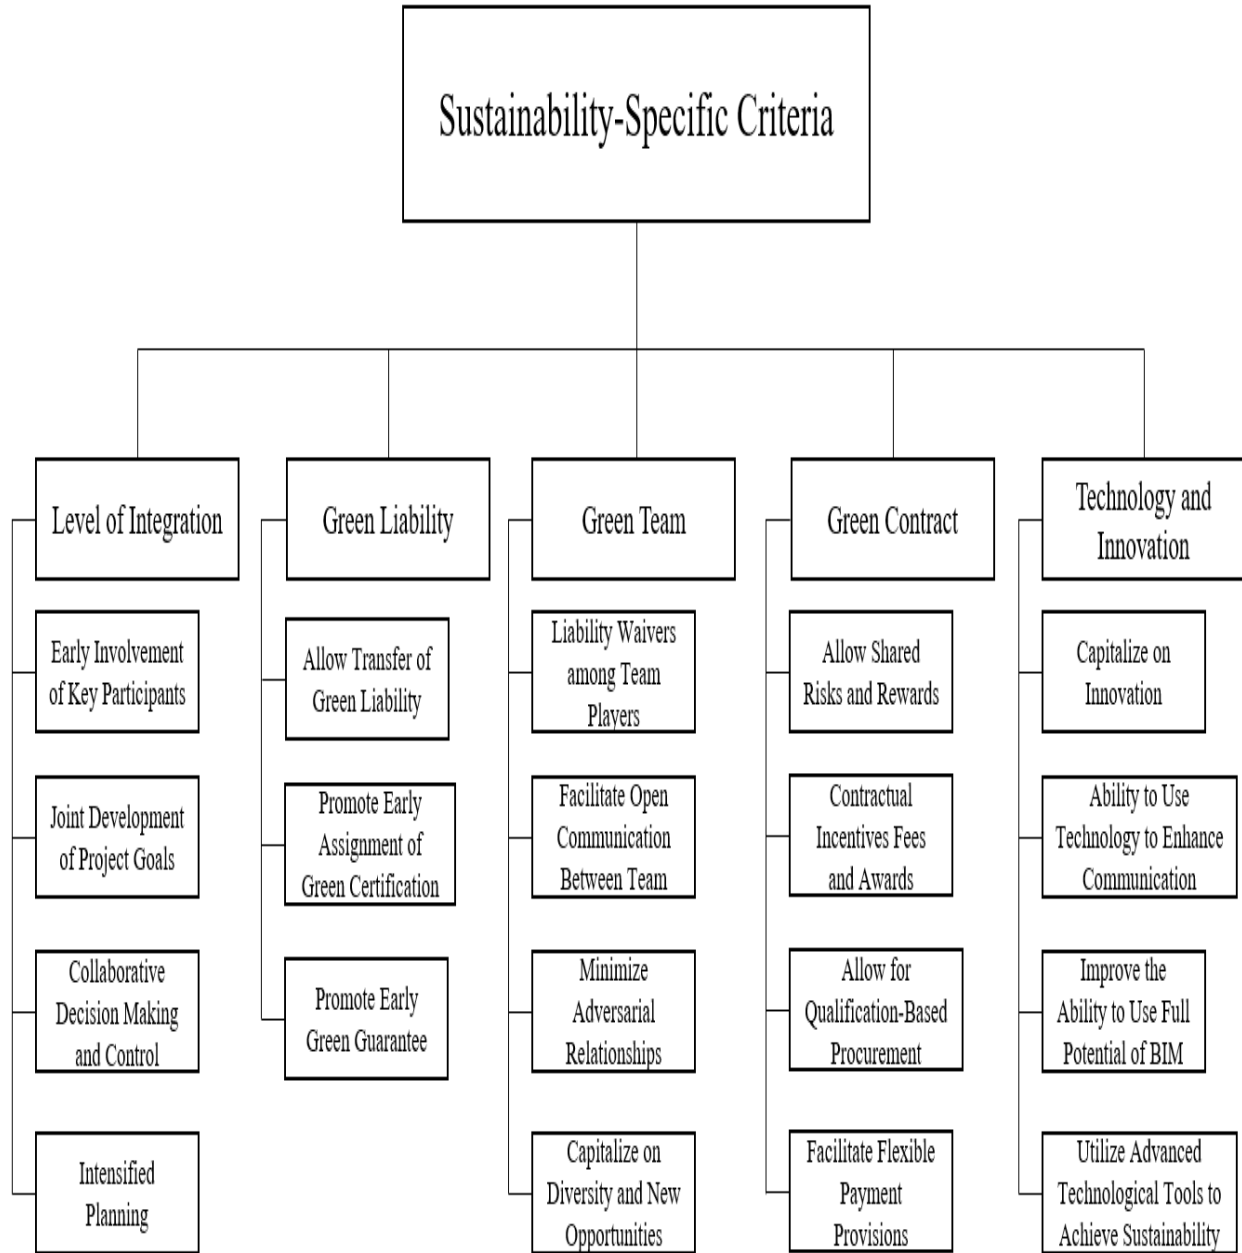 Sustainability-Specific Criteria
Level of Integration
Early Involvement
of Key Participants
Joint Development
of Project Goals
Collaborative
Decision Making
and Control
Intensified
Planning
Green Liability
Allow Transfer of
Green Liability
Promote Early
Assignment of
Green Certification
Promote Early
Green Guarantee
Green Team
Liability Waivers
among Team
Players
Facilitate Open
Communication
Between Team
Minimize
Adversarial
Relationships
Capitalize on
Diversity and New
Opportunities
Green Contract
Allow Shared
Risks and Rewards
Contractual
Incentives Fees
and Awards
Allow for
Qualification-Based
Procurement
Facilitate Flexible
Payment
Provisions
Technology and
Innovation
Capitalize on
Innovation
Ability to Use
Technology to Enhance
Communication
Improve the
Ability to Use Full
Potential of BIM
Utilize Advanced
Technological Tools to
Achieve Sustainability